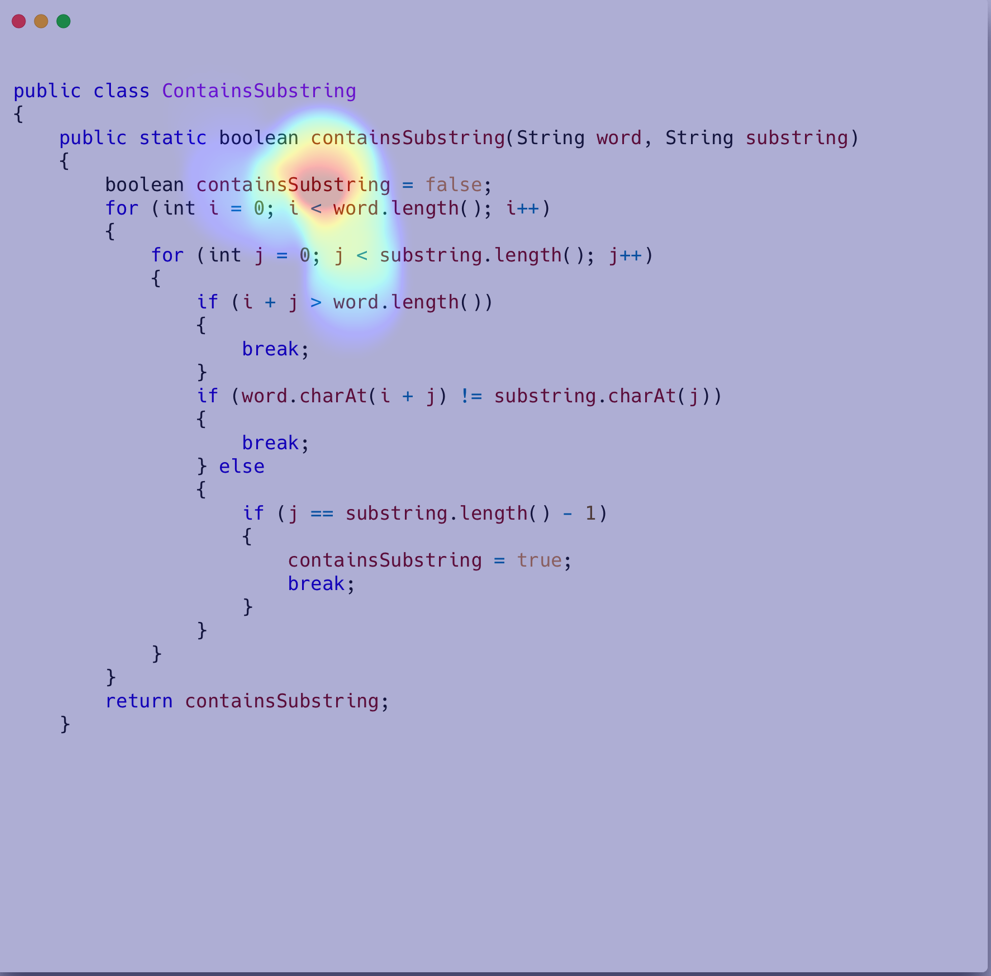 public class ContainsSubstring
{
    public static boolean containsSubstring(String word, String substring)
    {
        boolean containsSubstring = false;
        for (int i = 0; i < word.length(); i++)
        {
            for (int j = 0; j < substring.length(); j++)
            {
                if (i + j > word.length())
                {
                    break;
                }
                if (word.charAt(i + j) != substring.charAt(j))
                {
                    break;
                } else
                {
                    if (j == substring.length() - 1)
                    {
                        containsSubstring = true;
                        break;
                    }
                }
            }
        }
        return containsSubstring;
    }